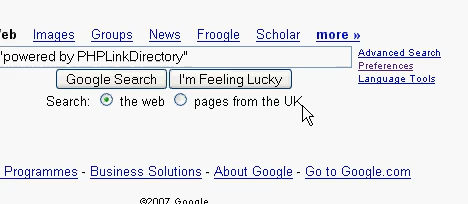 eb Images Groups News Froogle Scholar more »
"powered by PHPLinkDirectory"
Advanced Search
Preferences
Language Tools
Google Search I'm Feeling Lucky
Search: the web pages from the UK
Programmes - Business Solutions - About Google - Go to Google.com
©2007 Google